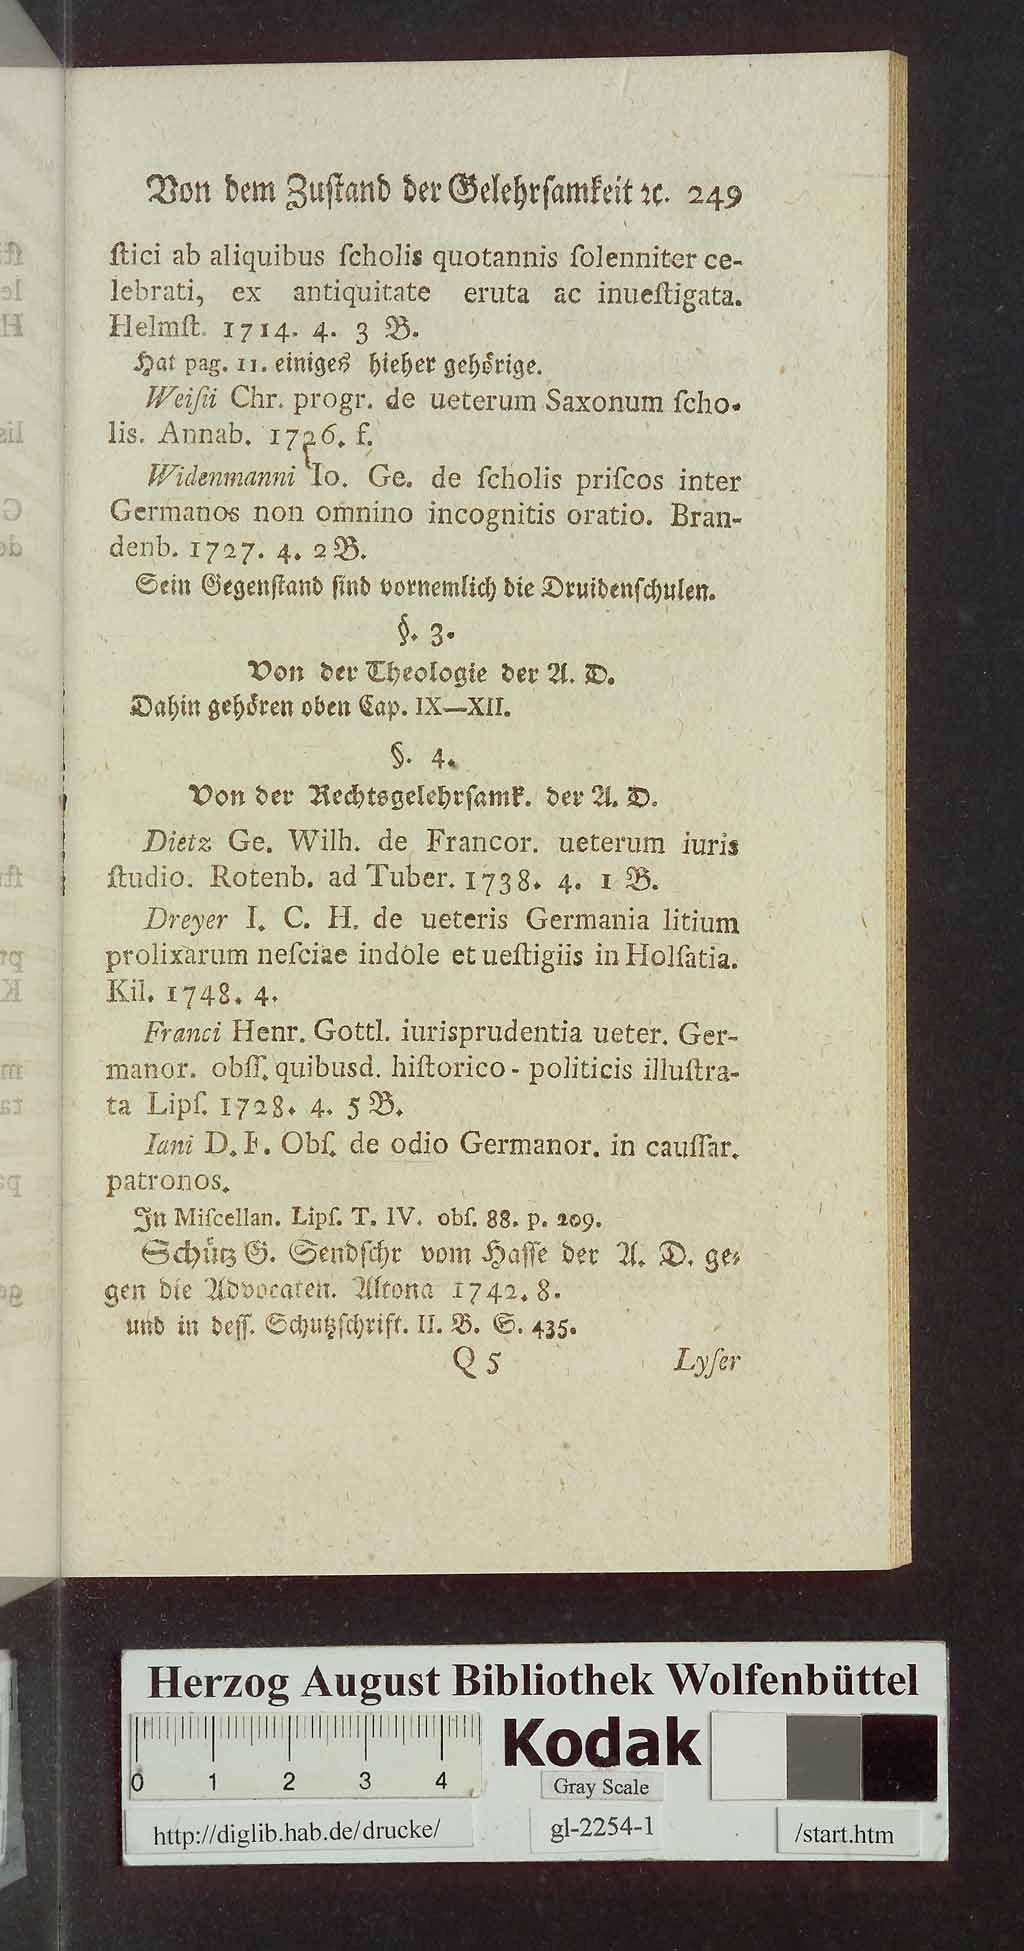 Von dem Zuſtand der Gelehrſamkeit ꝛc. 249
ſtici ab aliquibus ſcholis quotannis ſolenniter ce-
lebrati, ex antiquitate eruta ac inueſtigata.
Helmſt. 1714. 4. 3 B.
Hat pag. 11. einiges hieher gehörige.
Weiſii Chr. progr. de ueterum Saxonum ſcho-
lis. Annab. 1726. f.
Widenmanni Io. Ge. de ſcholis priſcos inter
Germanos non omnino incognitis oratio. Bran-
denb. 1727. 4. 2 B.
Sein Gegenſtand ſind vornemlich die Druidenſchulen.
§. 3.
Von der Theologie der A. D.
Dahin gehören oben Cap. IX—XII.
§. 4.
Von der Rechtsgelehrſamk. der A. D.
Dietz Ge. Wilh. de Francor. ueterum iuris
ſtudio. Rotenb. ad Tuber. 1738. 4. 1 B.
Dreyer I. C. H. de ueteris Germania litium
prolixarum neſciae indole et ueſtigiis in Holſatia.
Kil. 1748. 4.
Franci Henr. Gottl. iurisprudentia ueter. Ger-
manor. obſſ. quibusd. hiſtorico-politicis illuſtra-
ta Lipſ. 1728. 4. 5 B.
Iani D. F. Obſ. de odio Germanor. in cauſſar.
patronos.
In Miſcellan. Lipſ. T. IV. obſ. 88. p. 209.
Schütz G. Sendſchr vom Haſſe der A. D. ge-
gen die Advocaten. Altona 1742. 8.
und in deſſ. Schutzſchrift. II. B. S. 435.
Q 5 Lyſer
Herzog August Bibliothek Wolfenbüttel
Kodak
0 1 2 3 4
Gray Scale
http://diglib.hab.de/drucke/ gl-2254-1 /start.htm